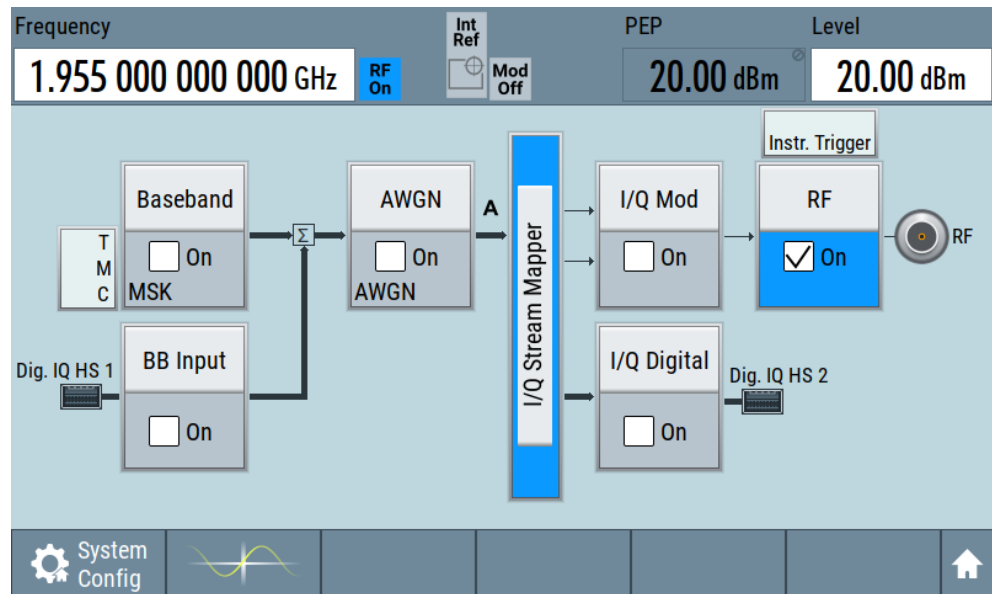 Frequency
Int
Ref
PEP
Level
1.955 000 000 000 GHz
RF
On
Mod
Off
20.00 dBm
20.00 dBm
Instr. Trigger
Baseband
On
MSK
T
M
C
Σ
AWGN
On
AWGN
A
I/Q Stream Mapper
I/Q Mod
On
RF
On
RF
Dig. IQ HS 1
BB Input
On
I/Q Digital
On
Dig. IQ HS 2
System
Config